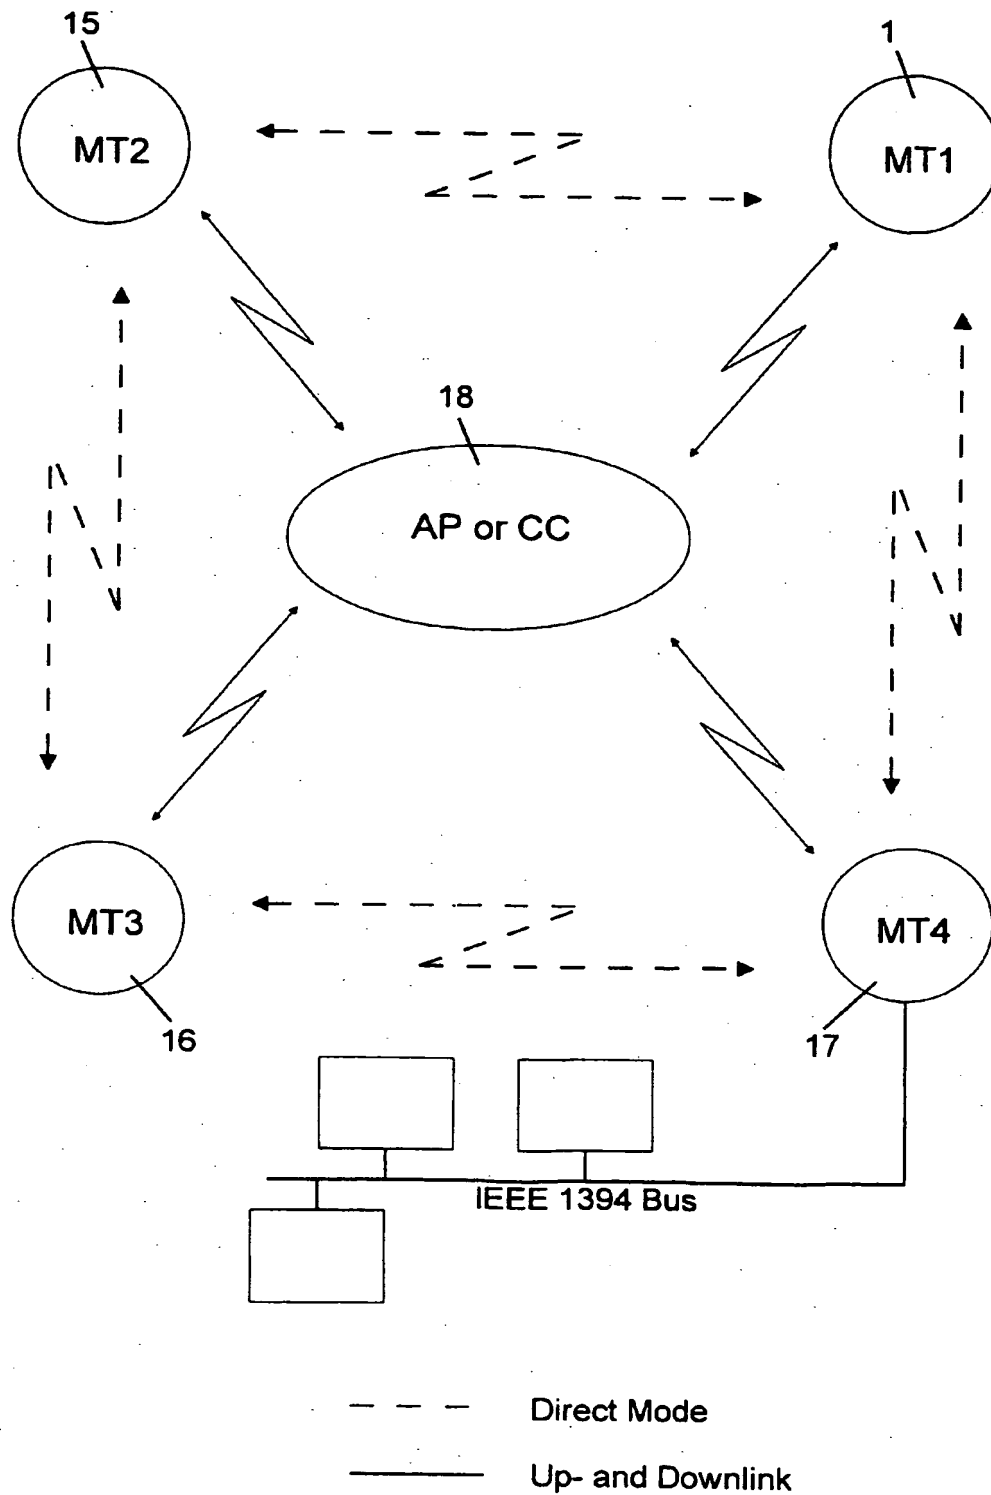 15
1
MT2
MT1
18
AP or CC
MT3
MT4
16
17
IEEE 1394 Bus
Direct Mode
Up- and Downlink